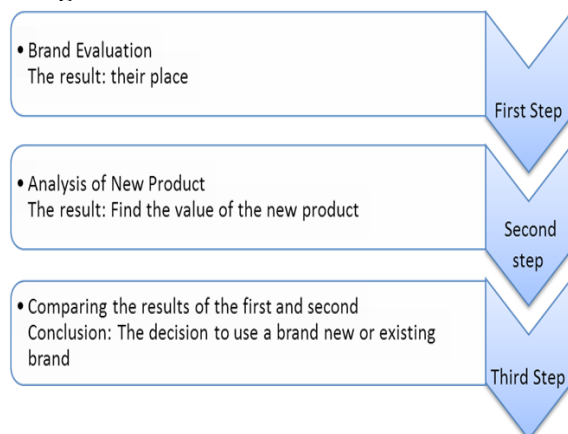 • Brand Evaluation
The result: their place
First Step
• Analysis of New Product
The result: Find the value of the new product
Second
step
• Comparing the results of the first and second
Conclusion: The decision to use a brand new or existing
brand
Third Step